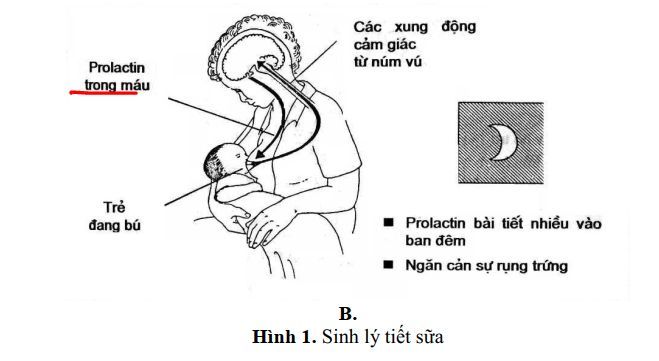 Các xung động
cảm giác
từ núm vú
Prolactin
trong máu
Trẻ
đang bú
■ Prolactin bài tiết nhiều vào
ban đêm
■ Ngăn cản sự rụng trứng
B.
Hình 1. Sinh lý tiết sữa